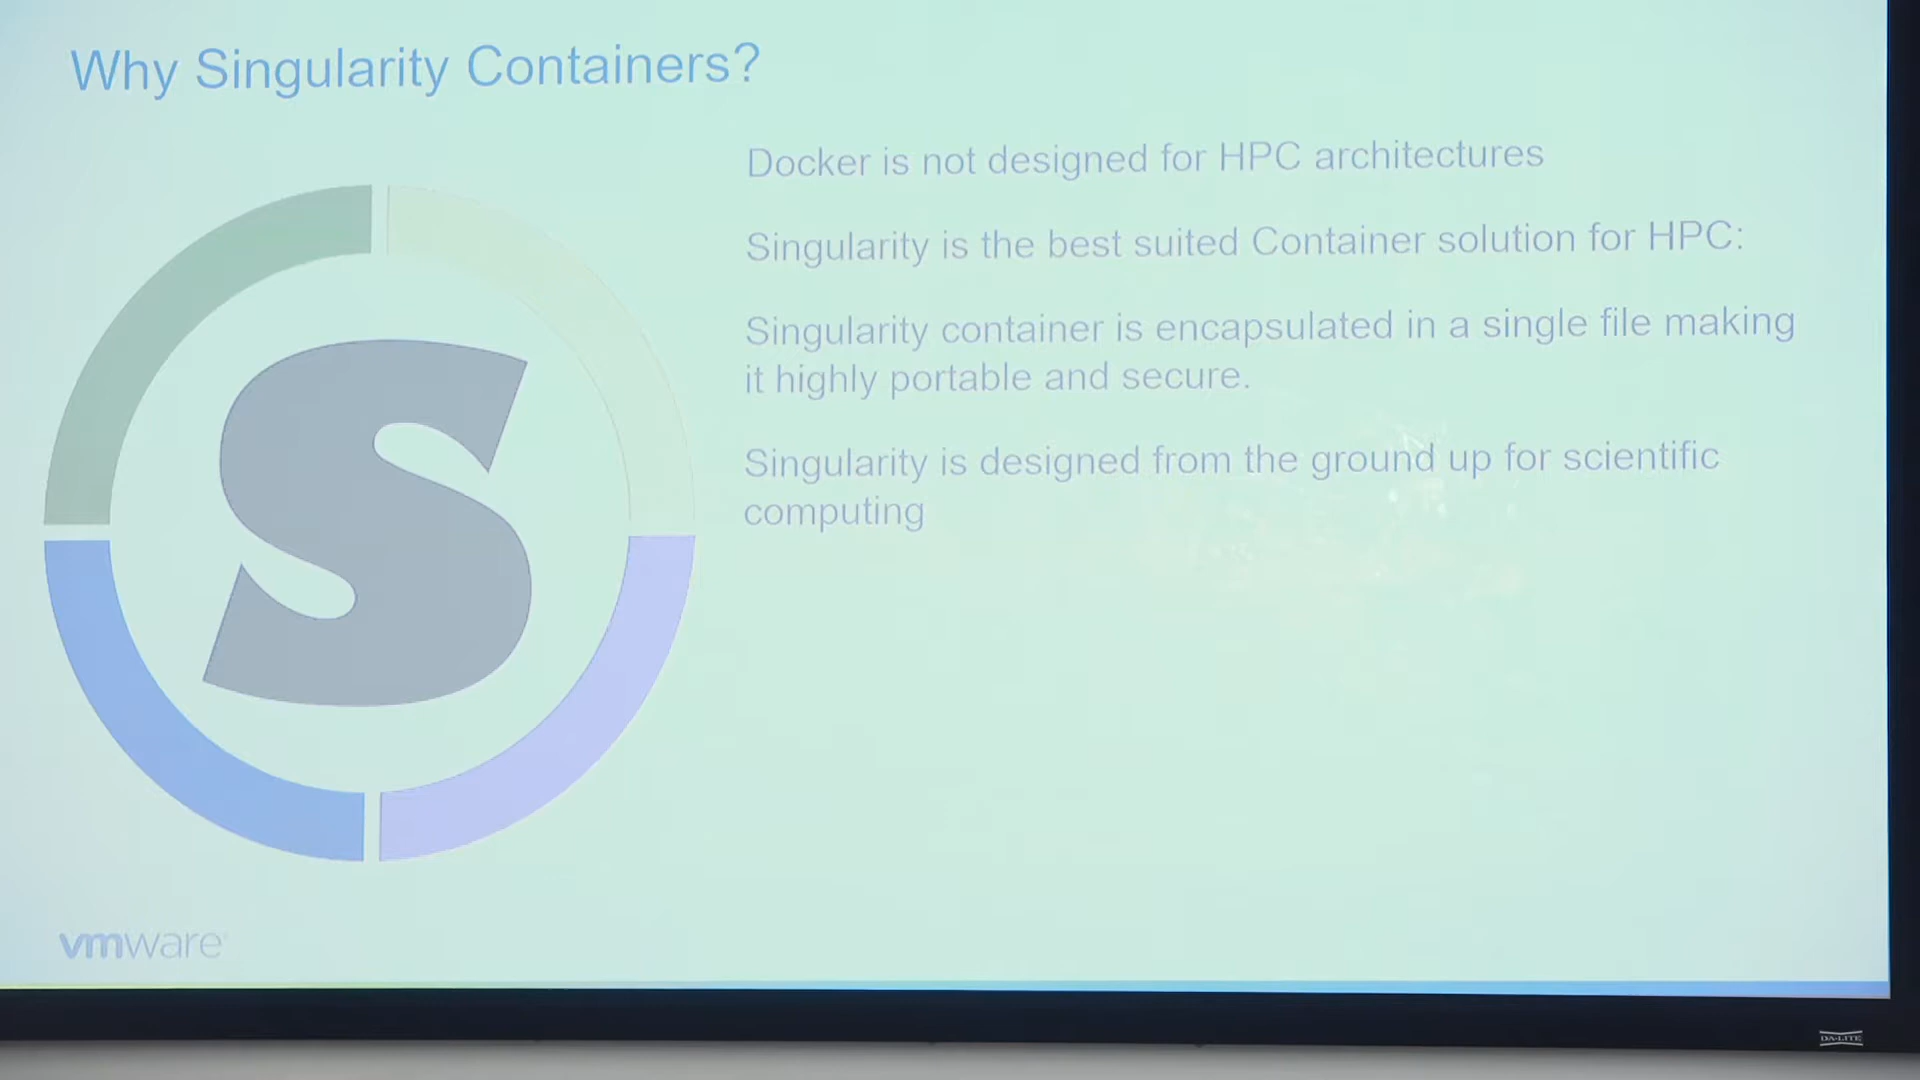 Why Singularity Containers?
Docker is not designed for HPC architectures
Singularity is the best suited Container solution for HPC:
Singularity container is encapsulated in a single file making
it highly portable and secure.
Singularity is designed from the ground up for scientific
computing
S
vmware
DA-LITE